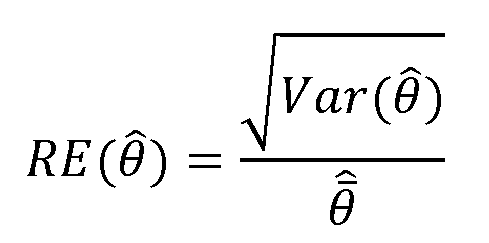 RE(θ̂) = √Var(θ̂) / θ̂̄